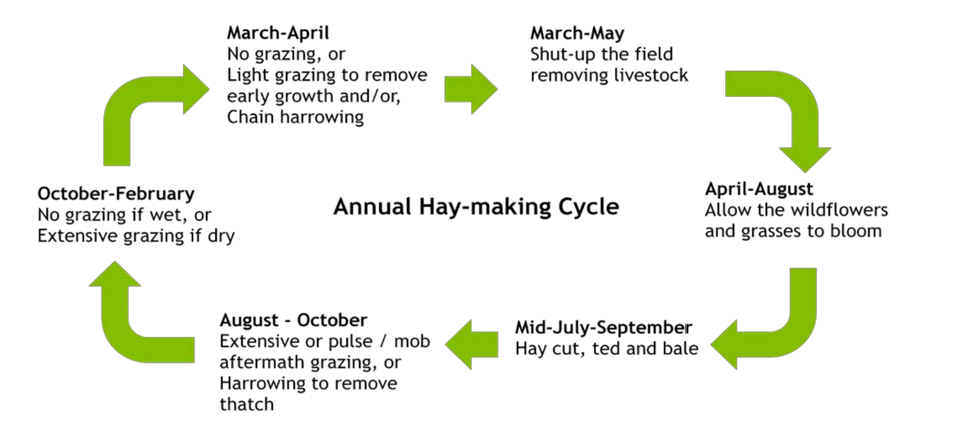 March-April
No grazing, or
Light grazing to remove
early growth and/or,
Chain harrowing
March-May
Shut-up the field
removing livestock
October-February
No grazing if wet, or
Extensive grazing if dry
Annual Hay-making Cycle
April-August
Allow the wildflowers
and grasses to bloom
August - October
Extensive or pulse / mob
aftermath grazing, or
Harrowing to remove
thatch
Mid-July-September
Hay cut, ted and bale